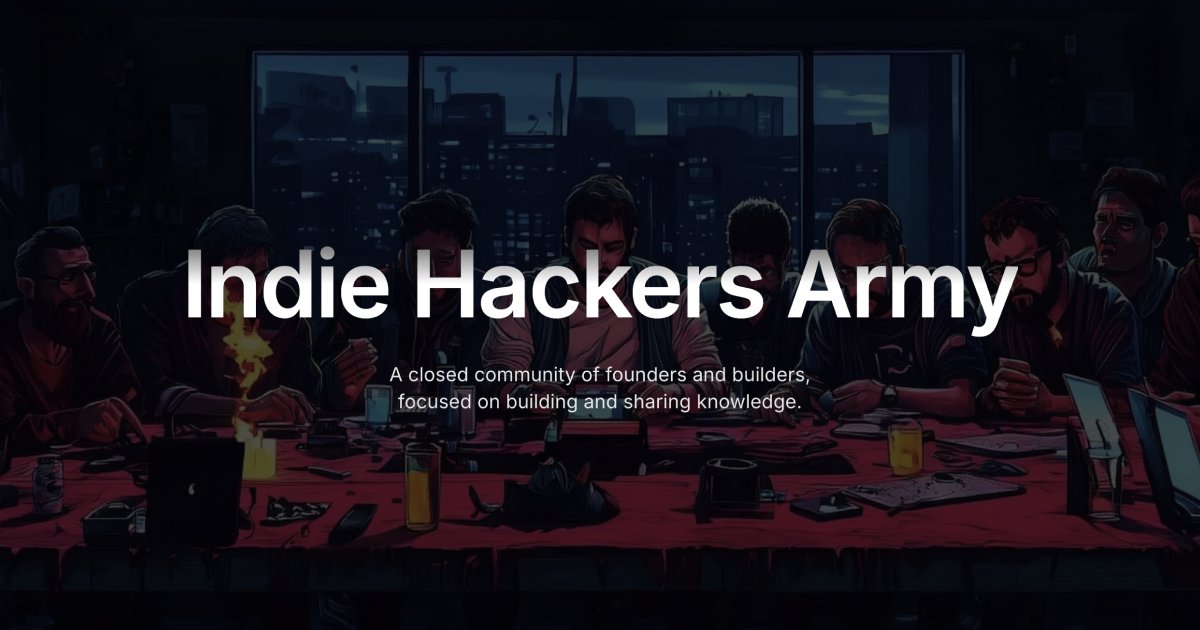 Indie Hackers Army
A closed community of founders and builders,
focused on building and sharing knowledge.